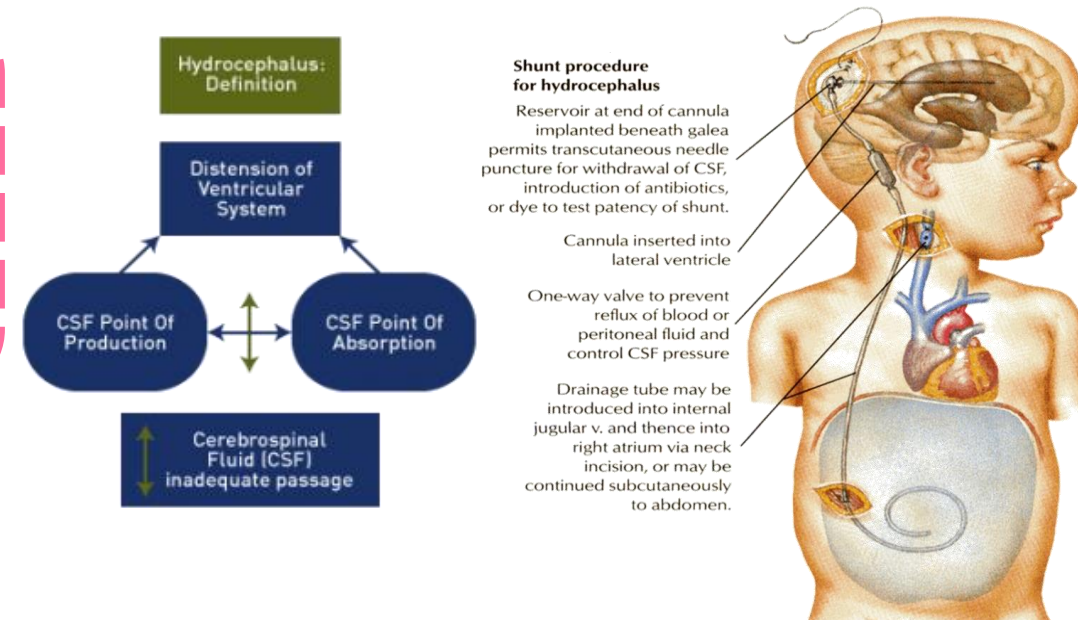 Hydrocephalus:
Definition
Distension of
Ventricular
System
CSF Point Of
Production
CSF Point Of
Absorption
Cerebrospinal
Fluid (CSF)
inadequate passage
Shunt procedure
for hydrocephalus
Reservoir at end of cannula
implanted beneath galea
permits transcutaneous needle
puncture for withdrawal of CSF,
introduction of antibiotics,
or dye to test patency of shunt.
Cannula inserted into
lateral ventricle
One-way valve to prevent
reflux of blood or
peritoneal fluid and
control CSF pressure
Drainage tube may be
introduced into internal
jugular v. and thence into
right atrium via neck
incision, or may be
continued subcutaneously
to abdomen.